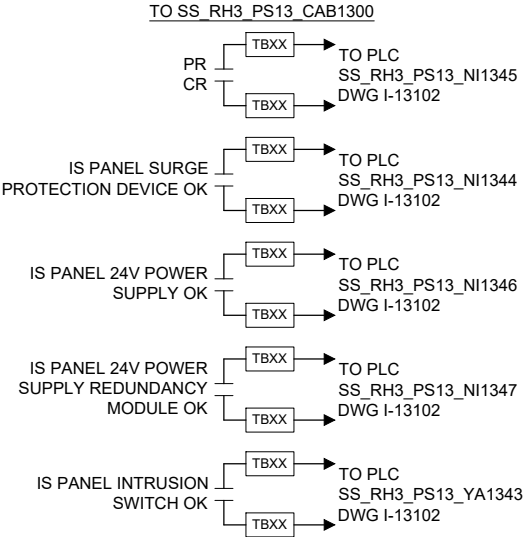 TO SS_RH3_PS13_CAB1300
TBXX
PR
CR
TO PLC
SS_RH3_PS13_NI1345
DWG I-13102
TBXX
TBXX
IS PANEL SURGE
PROTECTION DEVICE OK
TO PLC
SS_RH3_PS13_NI1344
DWG I-13102
TBXX
TBXX
IS PANEL 24V POWER
SUPPLY OK
TO PLC
SS_RH3_PS13_NI1346
DWG I-13102
TBXX
TBXX
IS PANEL 24V POWER
SUPPLY REDUNDANCY
MODULE OK
TO PLC
SS_RH3_PS13_NI1347
DWG I-13102
TBXX
TBXX
IS PANEL INTRUSION
SWITCH OK
TO PLC
SS_RH3_PS13_YA1343
DWG I-13102
TBXX